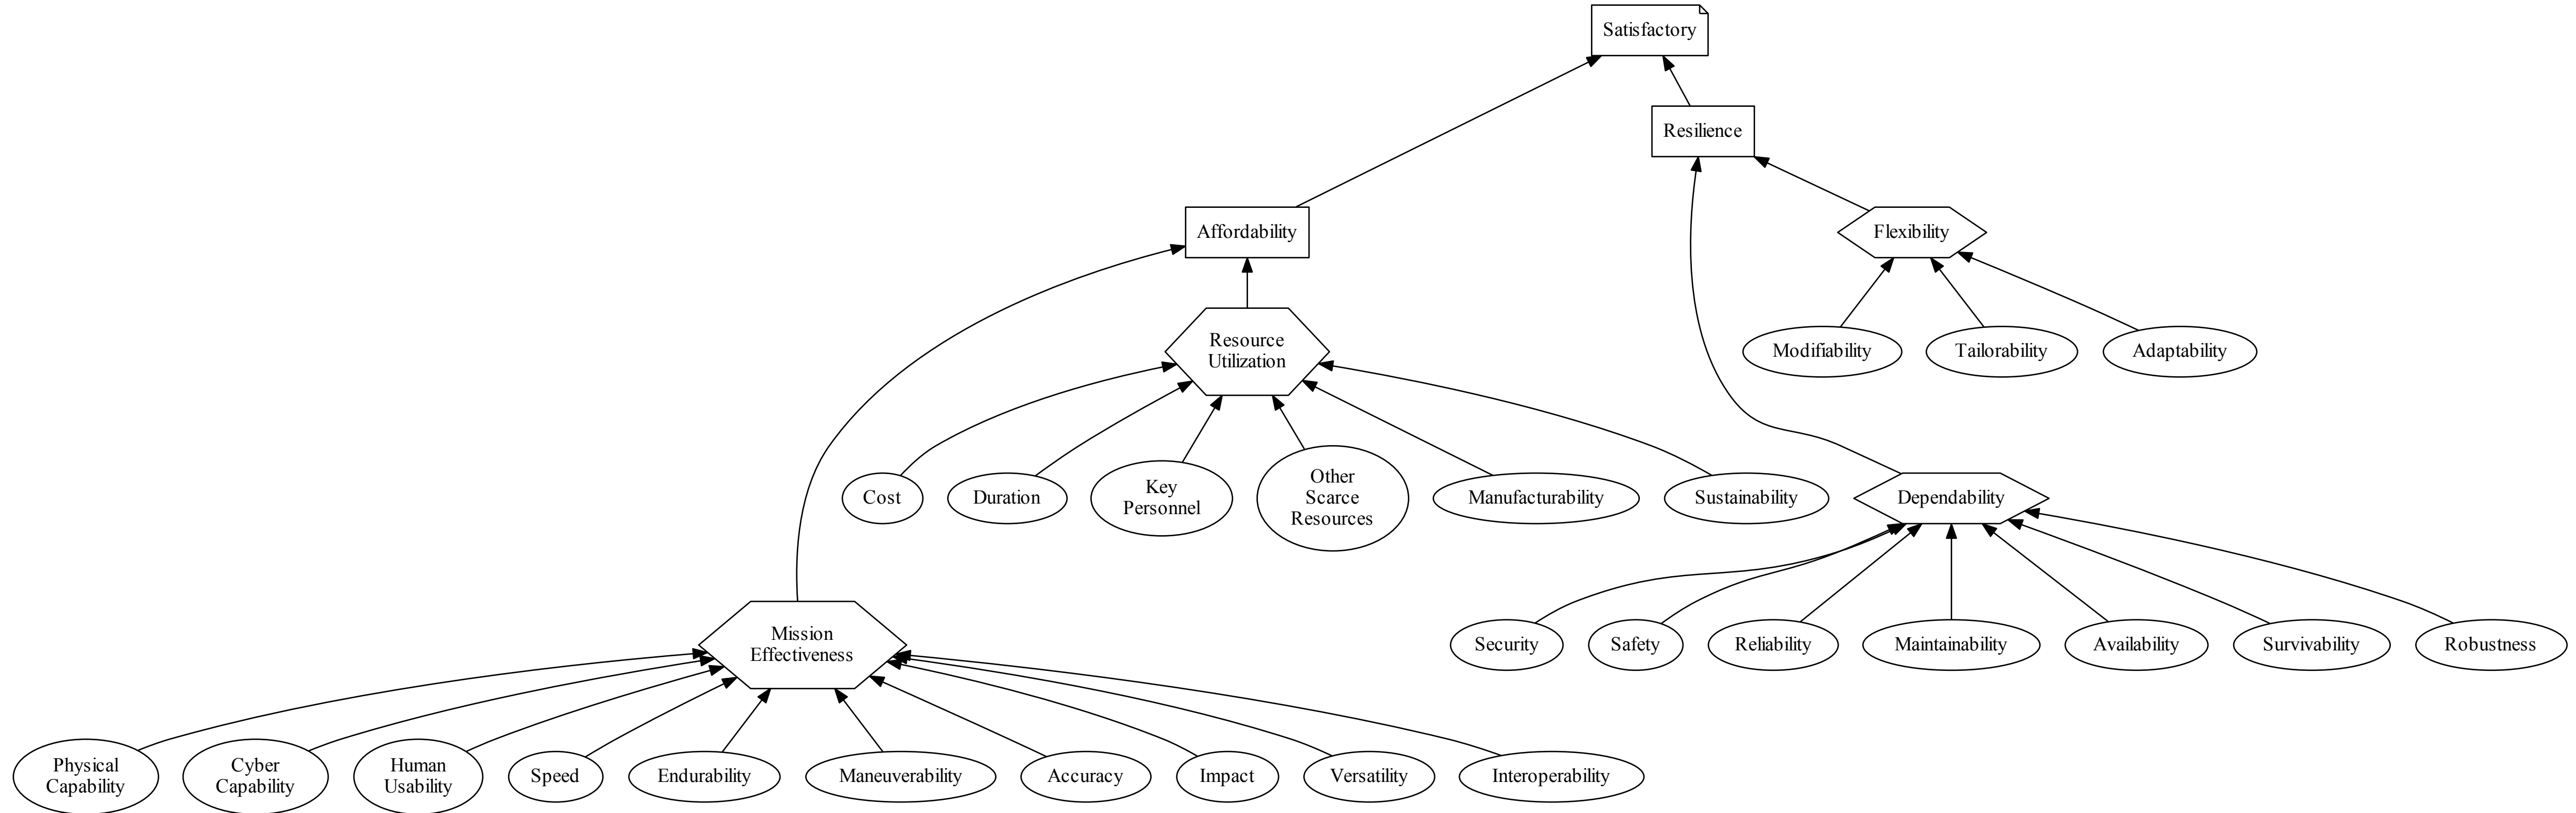 Satisfactory
Resilience
Affordability
Flexibility
Resource
Utilization
Modifiability
Tailorability
Adaptability
Cost
Duration
Key
Personnel
Other
Scarce
Resources
Manufacturability
Sustainability
Dependability
Mission
Effectiveness
Security
Safety
Reliability
Maintainability
Availability
Survivability
Robustness
Physical
Capability
Cyber
Capability
Human
Usability
Speed
Endurability
Maneuverability
Accuracy
Impact
Versatility
Interoperability